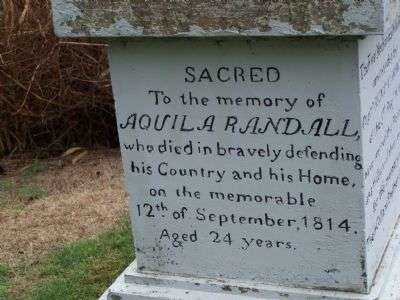 SACRED
To the memory of
AQUILA RANDALL,
who died in bravely defending
his Country and his Home,
on the memorable
12th of September, 1814.
Aged 24 years.